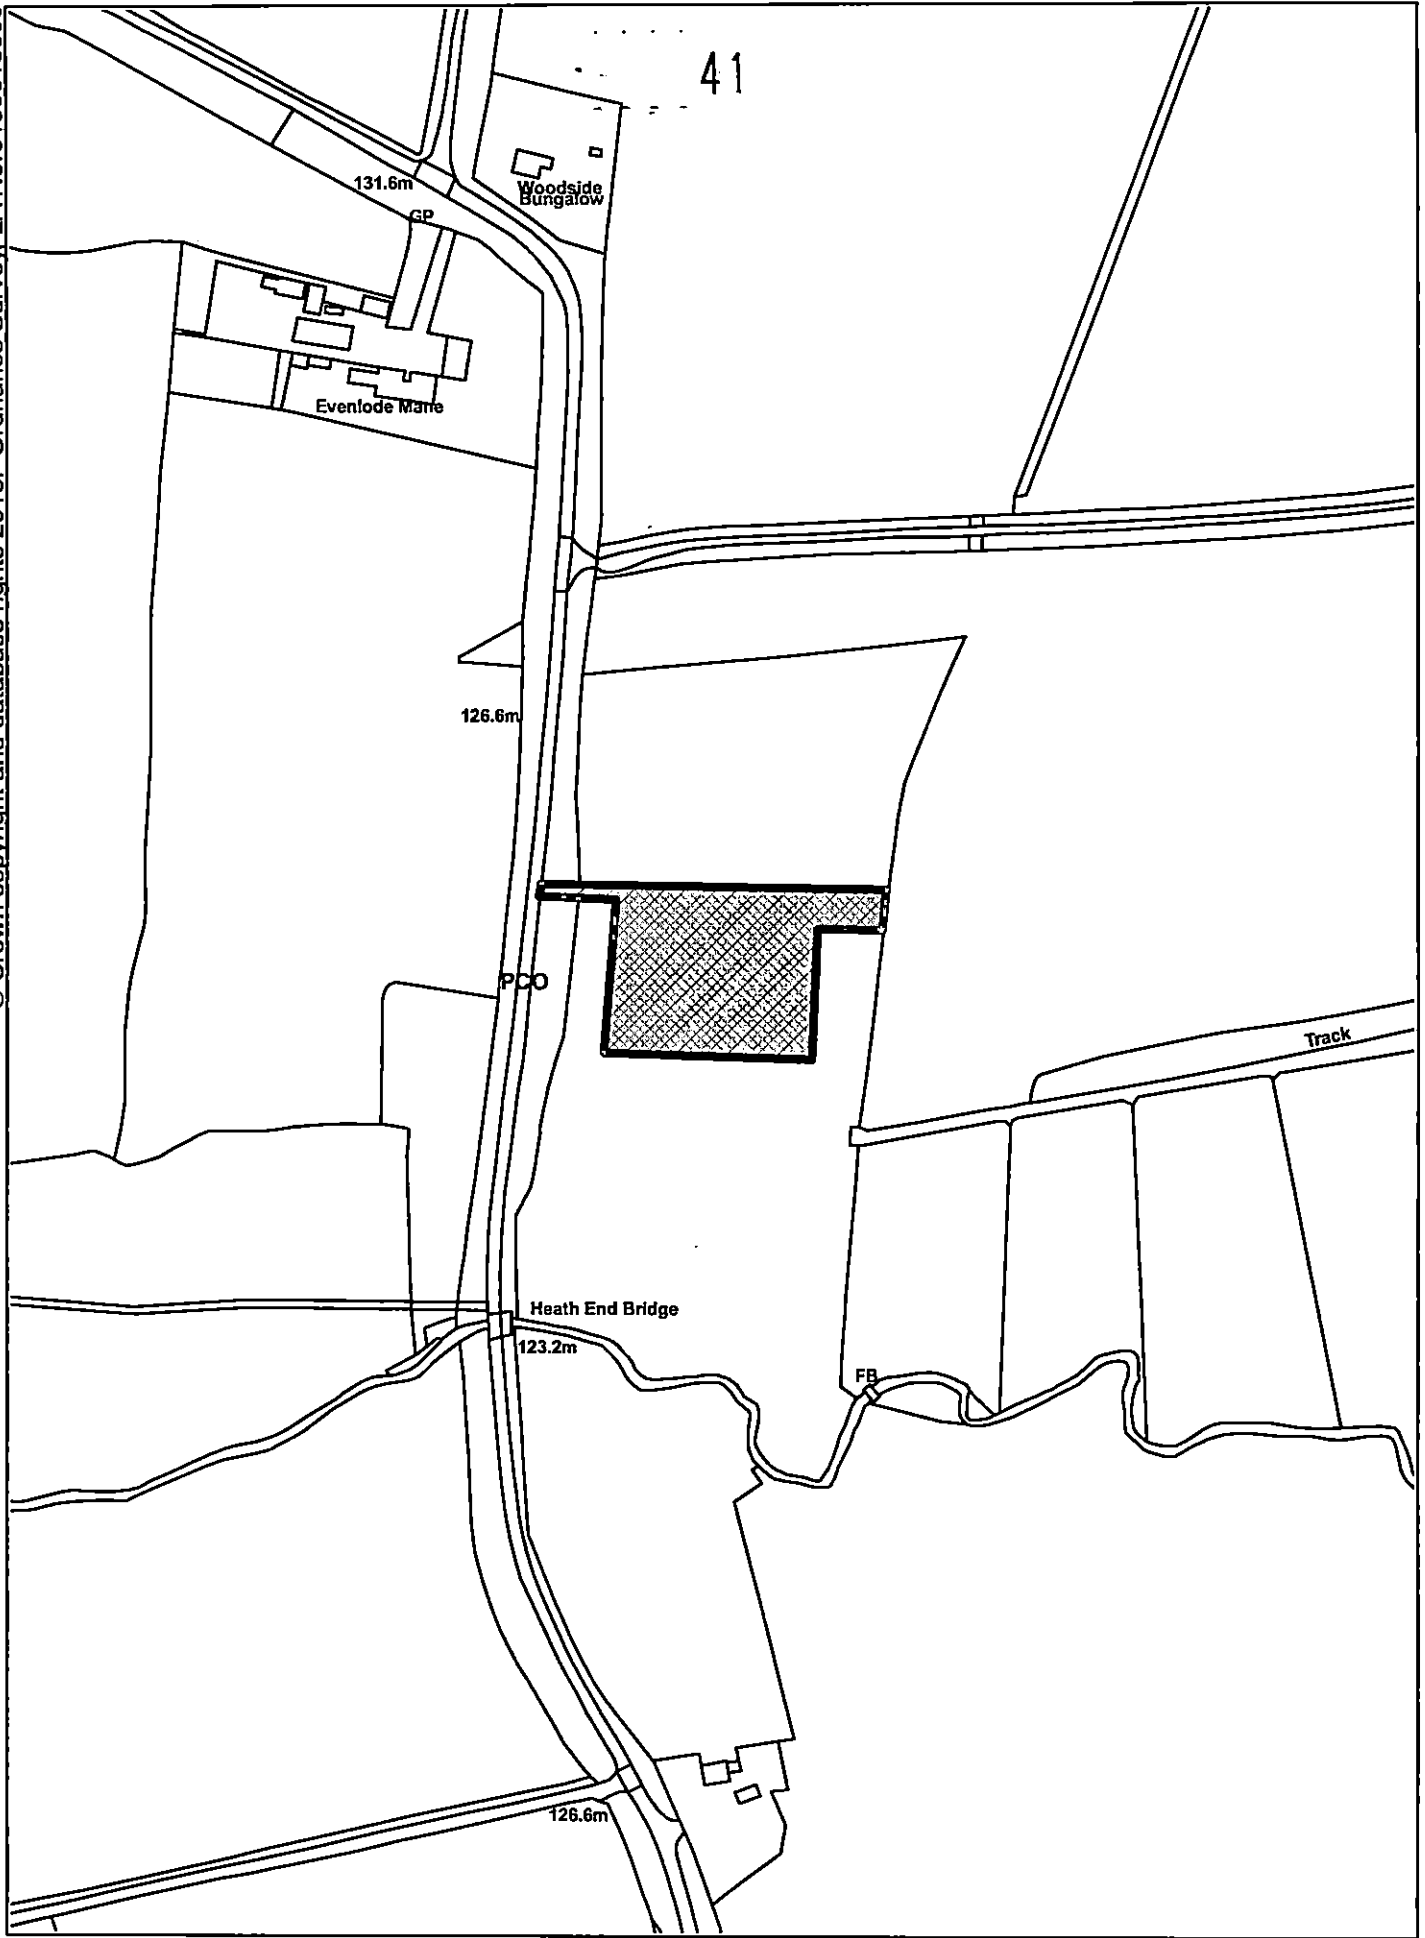 41
131.6m
Woodside
Bungalow
GP
Evenlode Mane
126.6m
PCO
Track
Heath End Bridge
123.2m
FB
126.6m